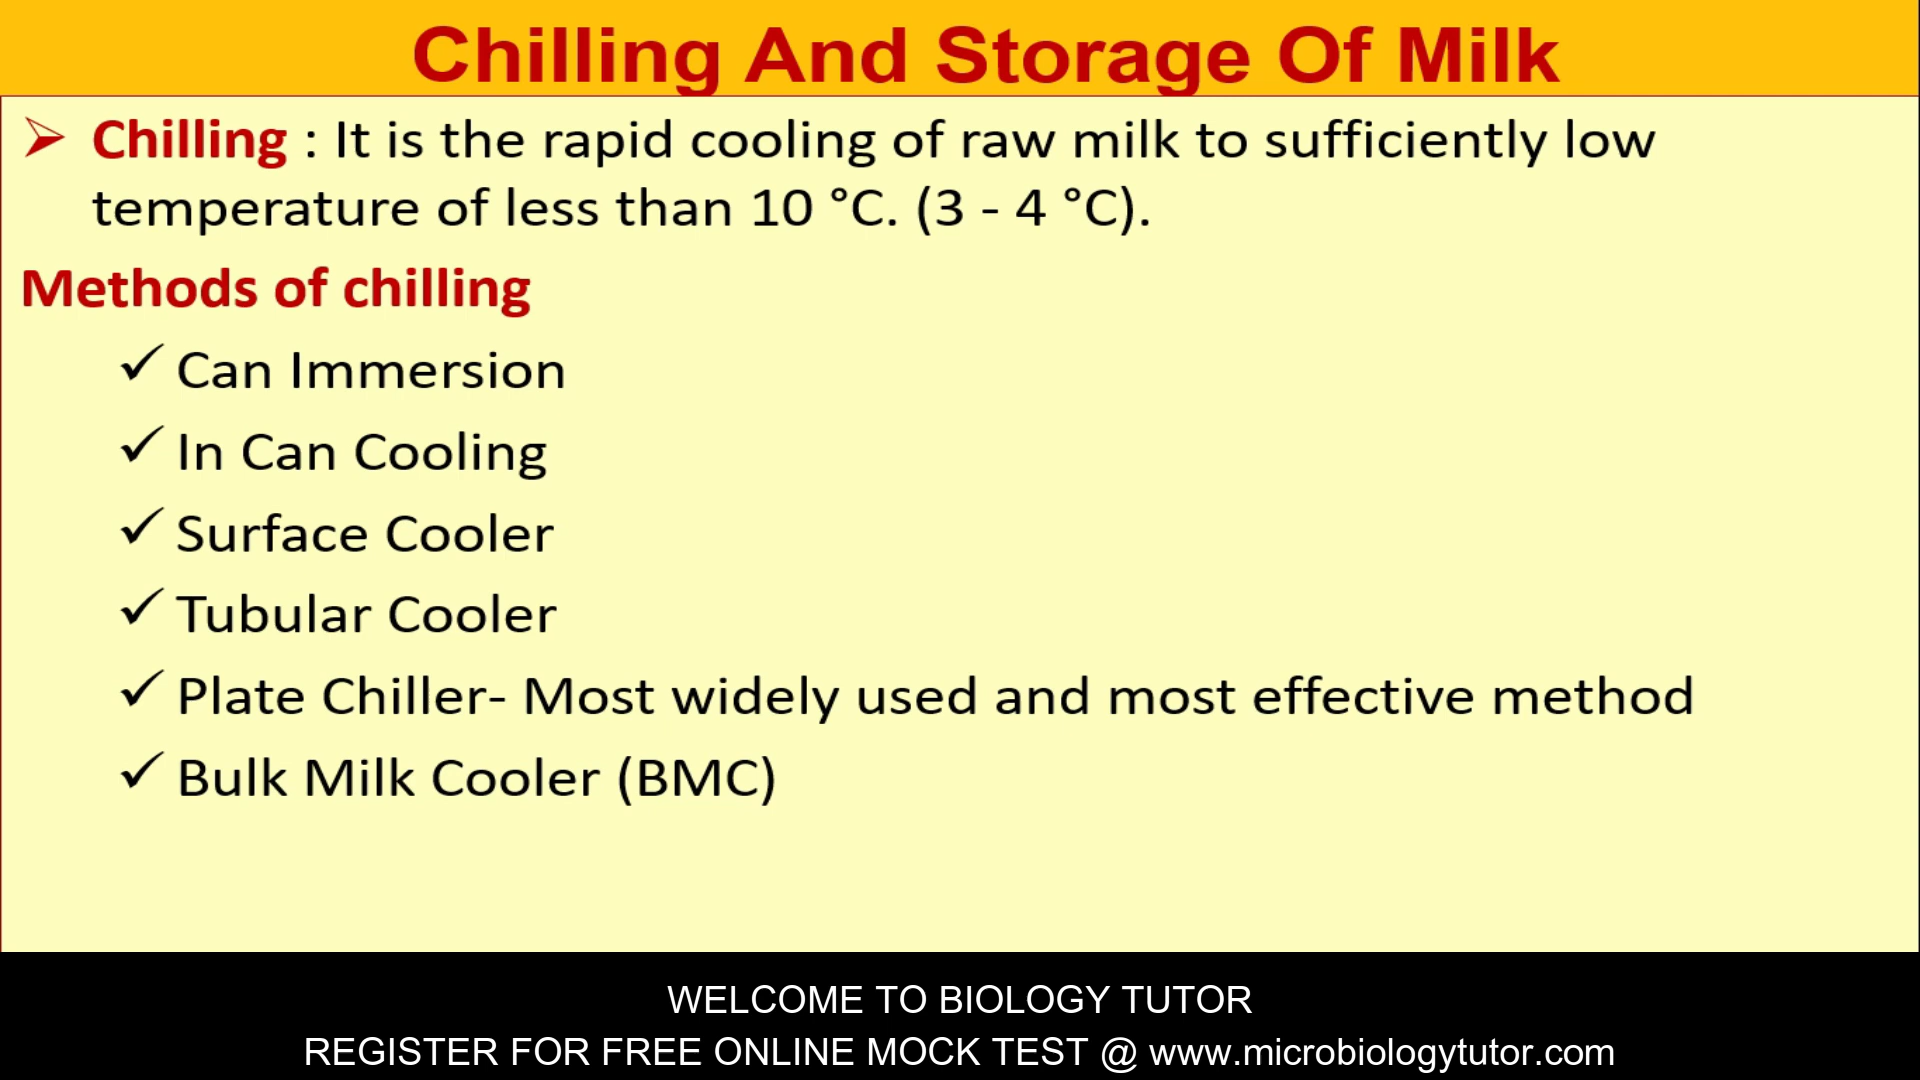 Chilling And Storage Of Milk
➢ Chilling : It is the rapid cooling of raw milk to sufficiently low
temperature of less than 10 °C. (3 - 4 °C).
Methods of chilling
✓ Can Immersion
✓ In Can Cooling
✓ Surface Cooler
✓ Tubular Cooler
✓ Plate Chiller- Most widely used and most effective method
✓ Bulk Milk Cooler (BMC)
WELCOME TO BIOLOGY TUTOR
REGISTER FOR FREE ONLINE MOCK TEST @ www.microbiologytutor.com